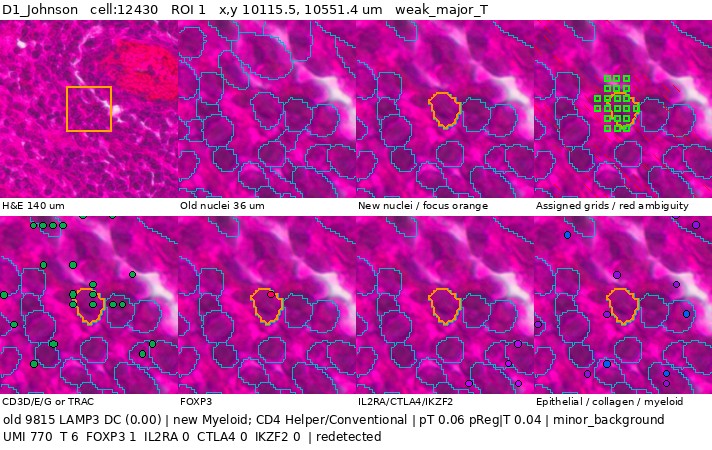 D1_Johnson cell:12430 ROI 1 x,y 10115.5, 10551.4 um weak_major_T
H&E 140 um
Old nuclei 36 um
New nuclei / focus orange
Assigned grids / red ambiguity
CD3D/E/G or TRAC
FOXP3
IL2RA/CTLA4/IKZF2
Epithelial / collagen / myeloid
old 9815 LAMP3 DC (0.00) | new Myeloid; CD4 Helper/Conventional | pT 0.06 pReg|T 0.04 | minor_background
UMI 770 T 6 FOXP3 1 IL2RA 0 CTLA4 0 IKZF2 0 | redetected